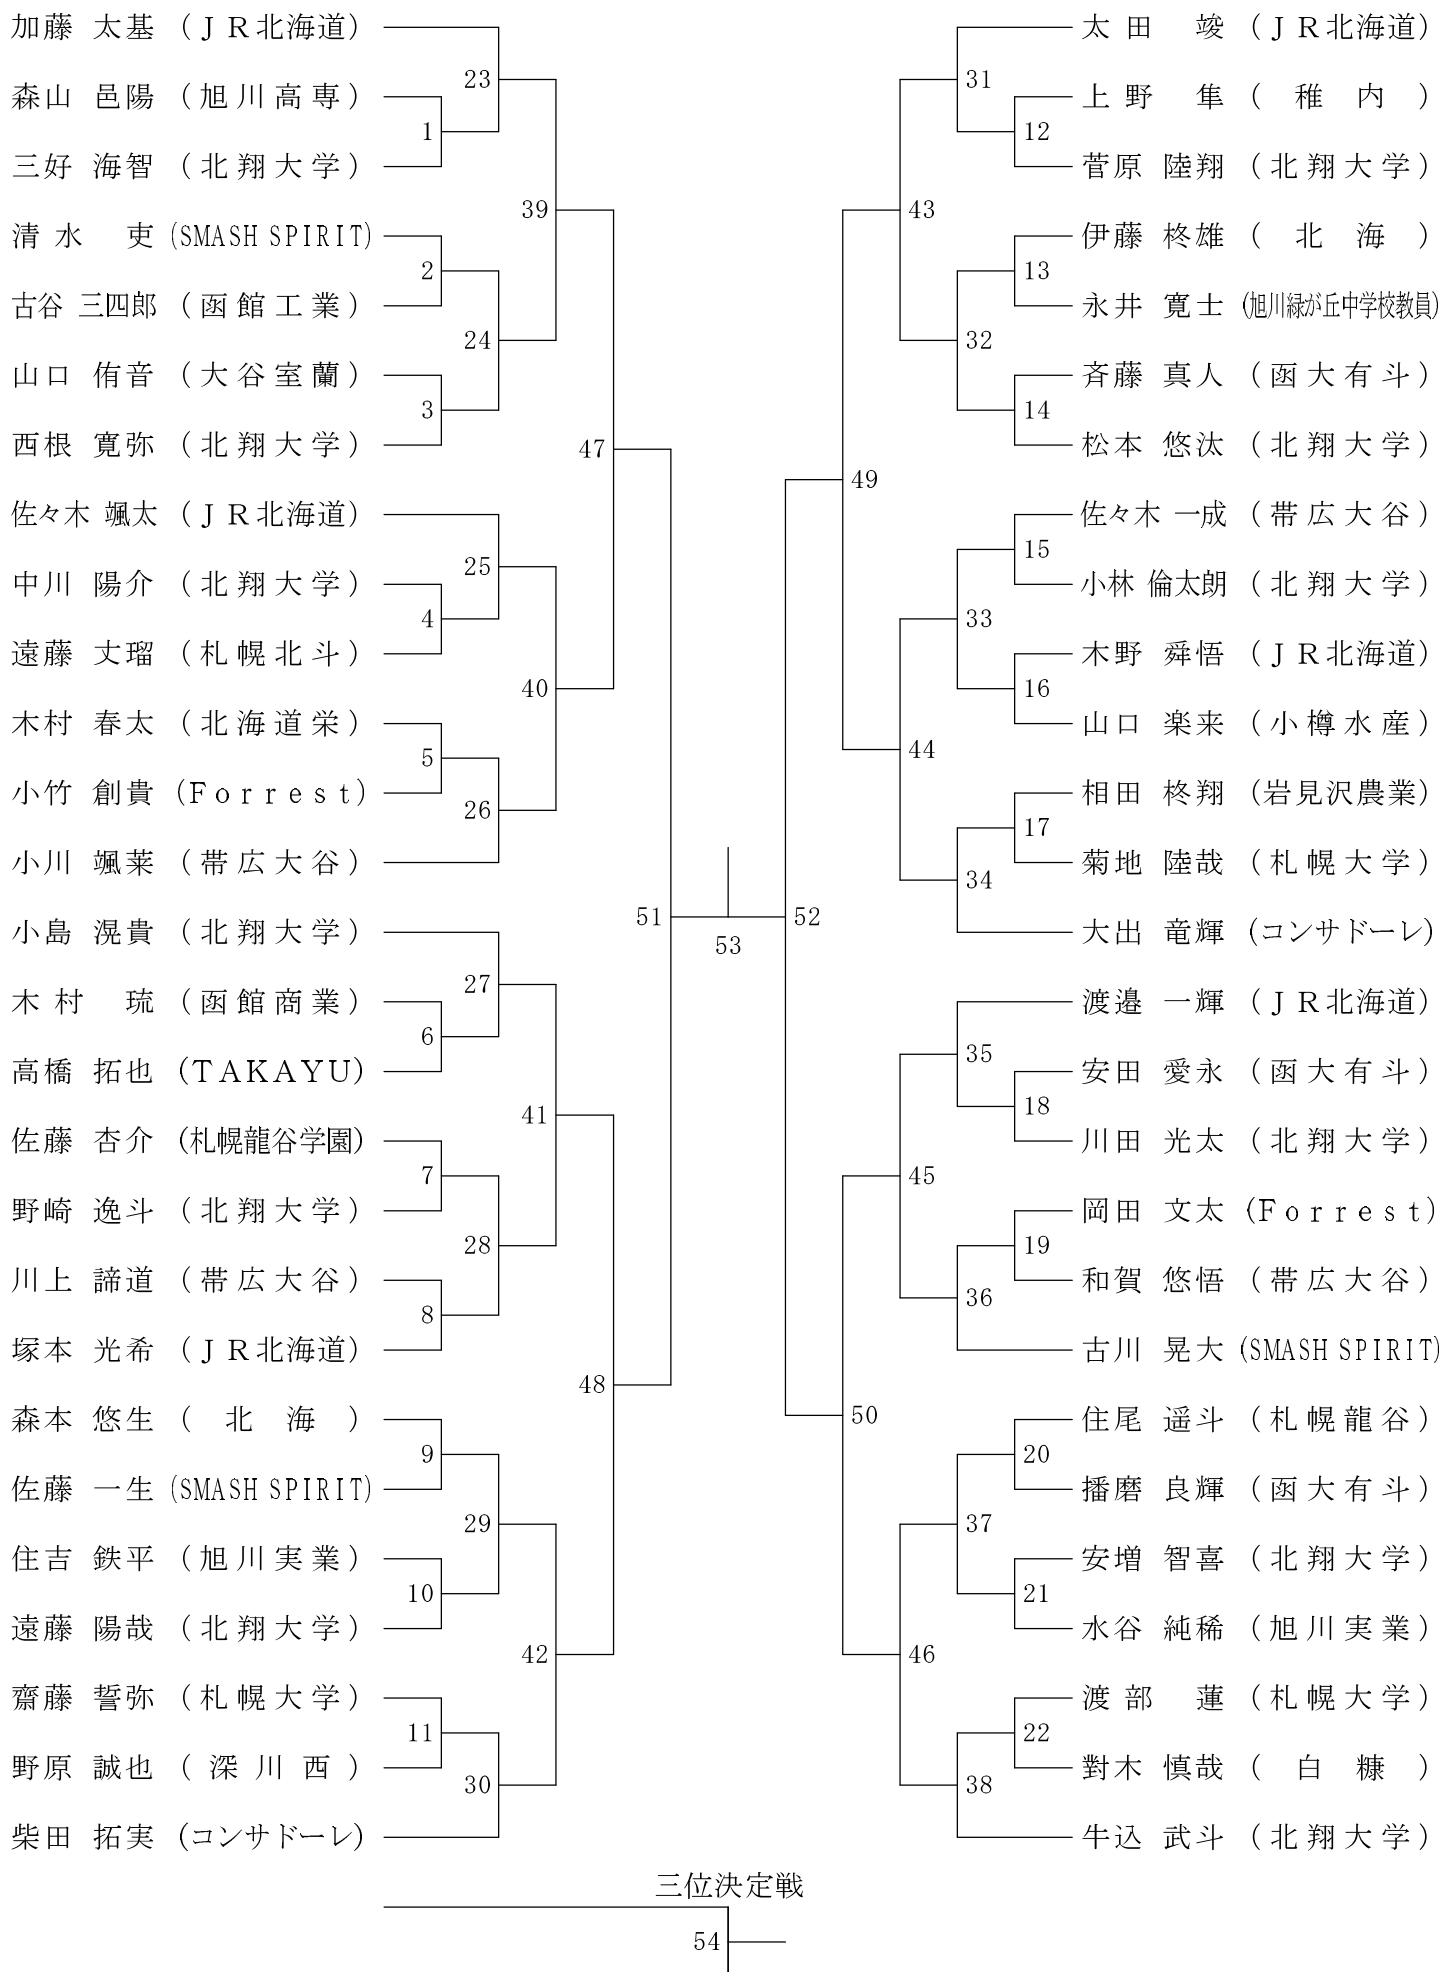 加藤 太基 (ＪＲ北海道)
23
森山 邑陽 (旭川高専)
1
三好 海智 (北翔大学)
39
清水 吏 (SMASH SPIRIT)
2
古谷 三四郎 (函館工業)
24
山口 侑音 (大谷室蘭)
3
西根 寛弥 (北翔大学)
47
佐々木 颯太 (ＪＲ北海道)
25
中川 陽介 (北翔大学)
4
遠藤 丈瑠 (札幌北斗)
40
木村 春太 (北海道栄)
5
小竹 創貴 (Forrest)
26
小川 颯莱 (帯広大谷)
51
小島 滉貴 (北翔大学)
27
木村 琉 (函館商業)
6
高橋 拓也 (TAKAYU)
41
佐藤 杏介 (札幌龍谷学園)
7
野崎 逸斗 (北翔大学)
28
川上 諦道 (帯広大谷)
8
塚本 光希 (ＪＲ北海道)
48
森本 悠生 (北海)
9
佐藤 一生 (SMASH SPIRIT)
29
住吉 鉄平 (旭川実業)
10
遠藤 陽哉 (北翔大学)
42
齋藤 誓弥 (札幌大学)
11
野原 誠也 (深川西)
30
柴田 拓実 (コンサドーレ)
53
太田 竣 (ＪＲ北海道)
31
上野 隼 (稚内)
12
菅原 陸翔 (北翔大学)
43
伊藤 柊雄 (北海)
13
永井 寛士 (旭川緑が丘中学校教員)
32
斉藤 真人 (函大有斗)
14
松本 悠汰 (北翔大学)
49
佐々木 一成 (帯広大谷)
15
小林 倫太朗 (北翔大学)
33
木野 舜悟 (ＪＲ北海道)
16
山口 楽来 (小樽水産)
44
相田 柊翔 (岩見沢農業)
17
菊地 陸哉 (札幌大学)
34
大出 竜輝 (コンサドーレ)
52
渡邉 一輝 (ＪＲ北海道)
35
安田 愛永 (函大有斗)
18
川田 光太 (北翔大学)
45
岡田 文太 (Forrest)
19
和賀 悠悟 (帯広大谷)
36
古川 晃大 (SMASH SPIRIT)
50
住尾 遥斗 (札幌龍谷)
20
播磨 良輝 (函大有斗)
37
安増 智喜 (北翔大学)
21
水谷 純稀 (旭川実業)
46
渡部 蓮 (札幌大学)
22
對木 慎哉 (白糠)
38
牛込 武斗 (北翔大学)
三位決定戦
54